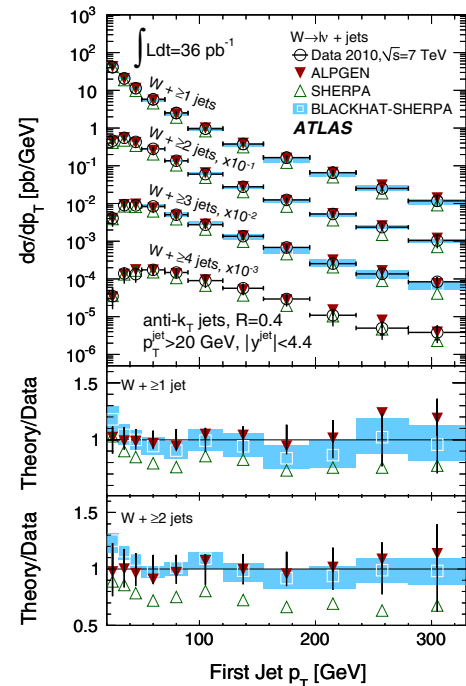 ∫Ldt=36 pb⁻¹
W→lν + jets
Data 2010, √s=7 TeV
ALPGEN
SHERPA
BLACKHAT-SHERPA
ATLAS
dσ/dp_T [pb/GeV]
10³
10²
10
1
10⁻¹
10⁻²
10⁻³
10⁻⁴
10⁻⁵
10⁻⁶
W + ≥1 jets
W + ≥2 jets, x10⁻¹
W + ≥3 jets, x10⁻²
W + ≥4 jets, x10⁻³
anti-k_T jets, R=0.4
p_T^jet>20 GeV, |y^jet|<4.4
Theory/Data
1.5
1
W + ≥1 jet
Theory/Data
1.5
1
0.5
W + ≥2 jets
100 200 300
First Jet p_T [GeV]